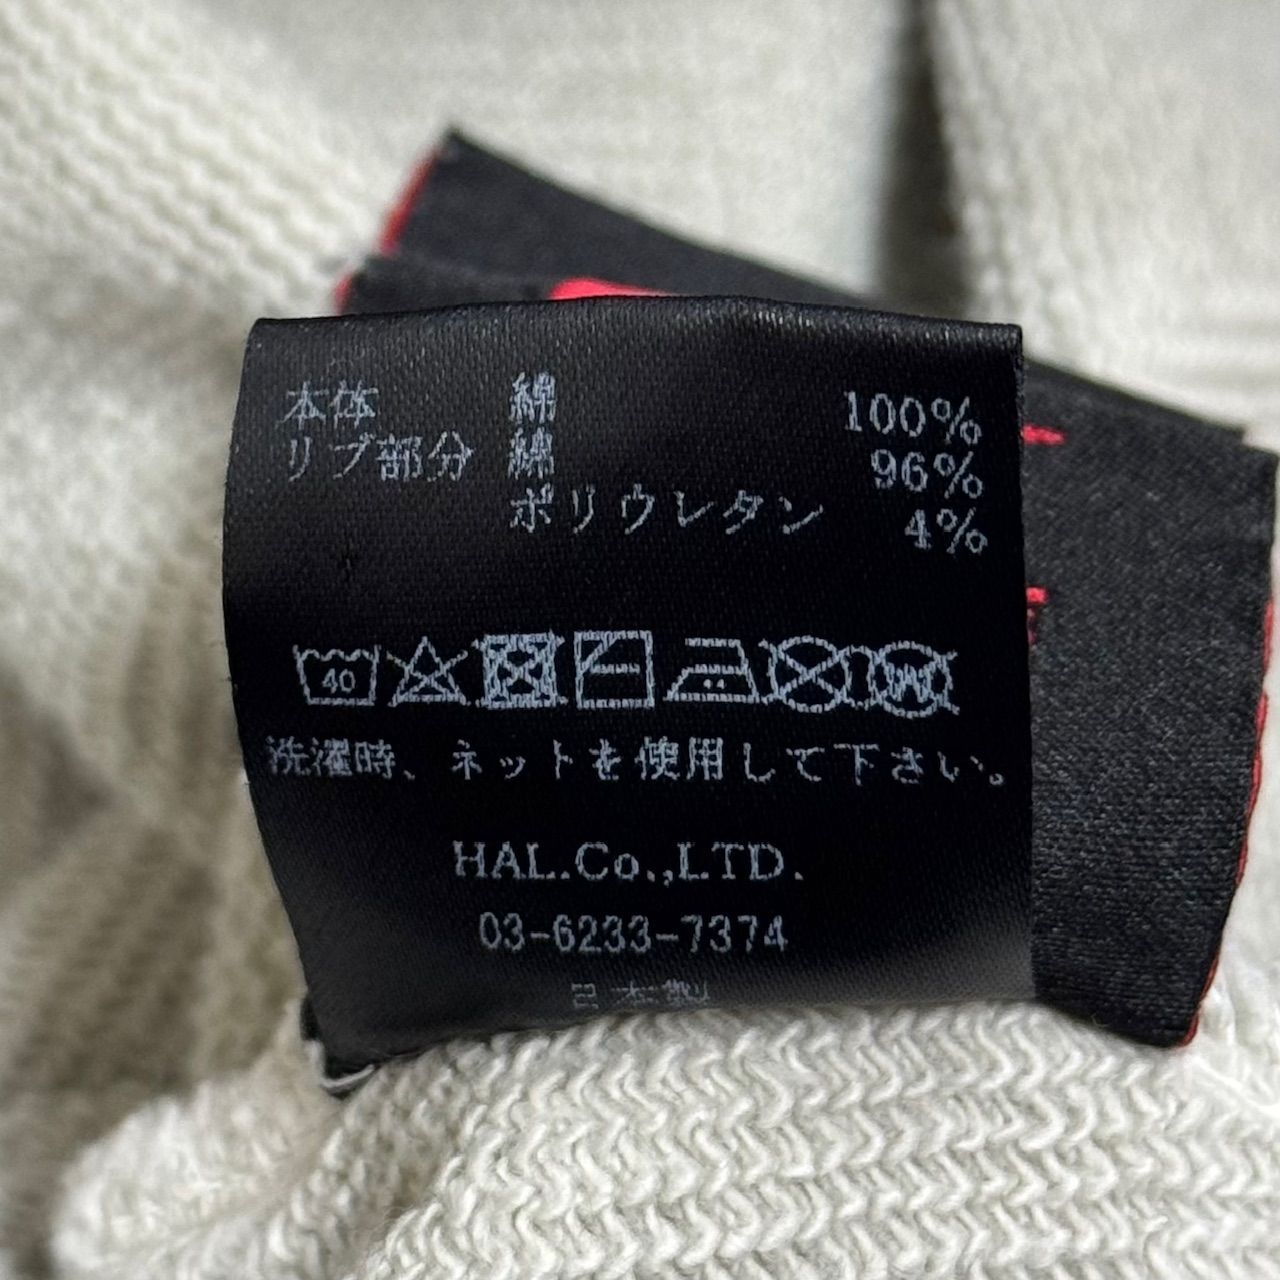 本体 綿 100%
リブ部分 綿 96%
ポリウレタン 4%
40
洗濯時、ネットを使用して下さい。
HAL.Co.,LTD.
03-6233-7374
日本製